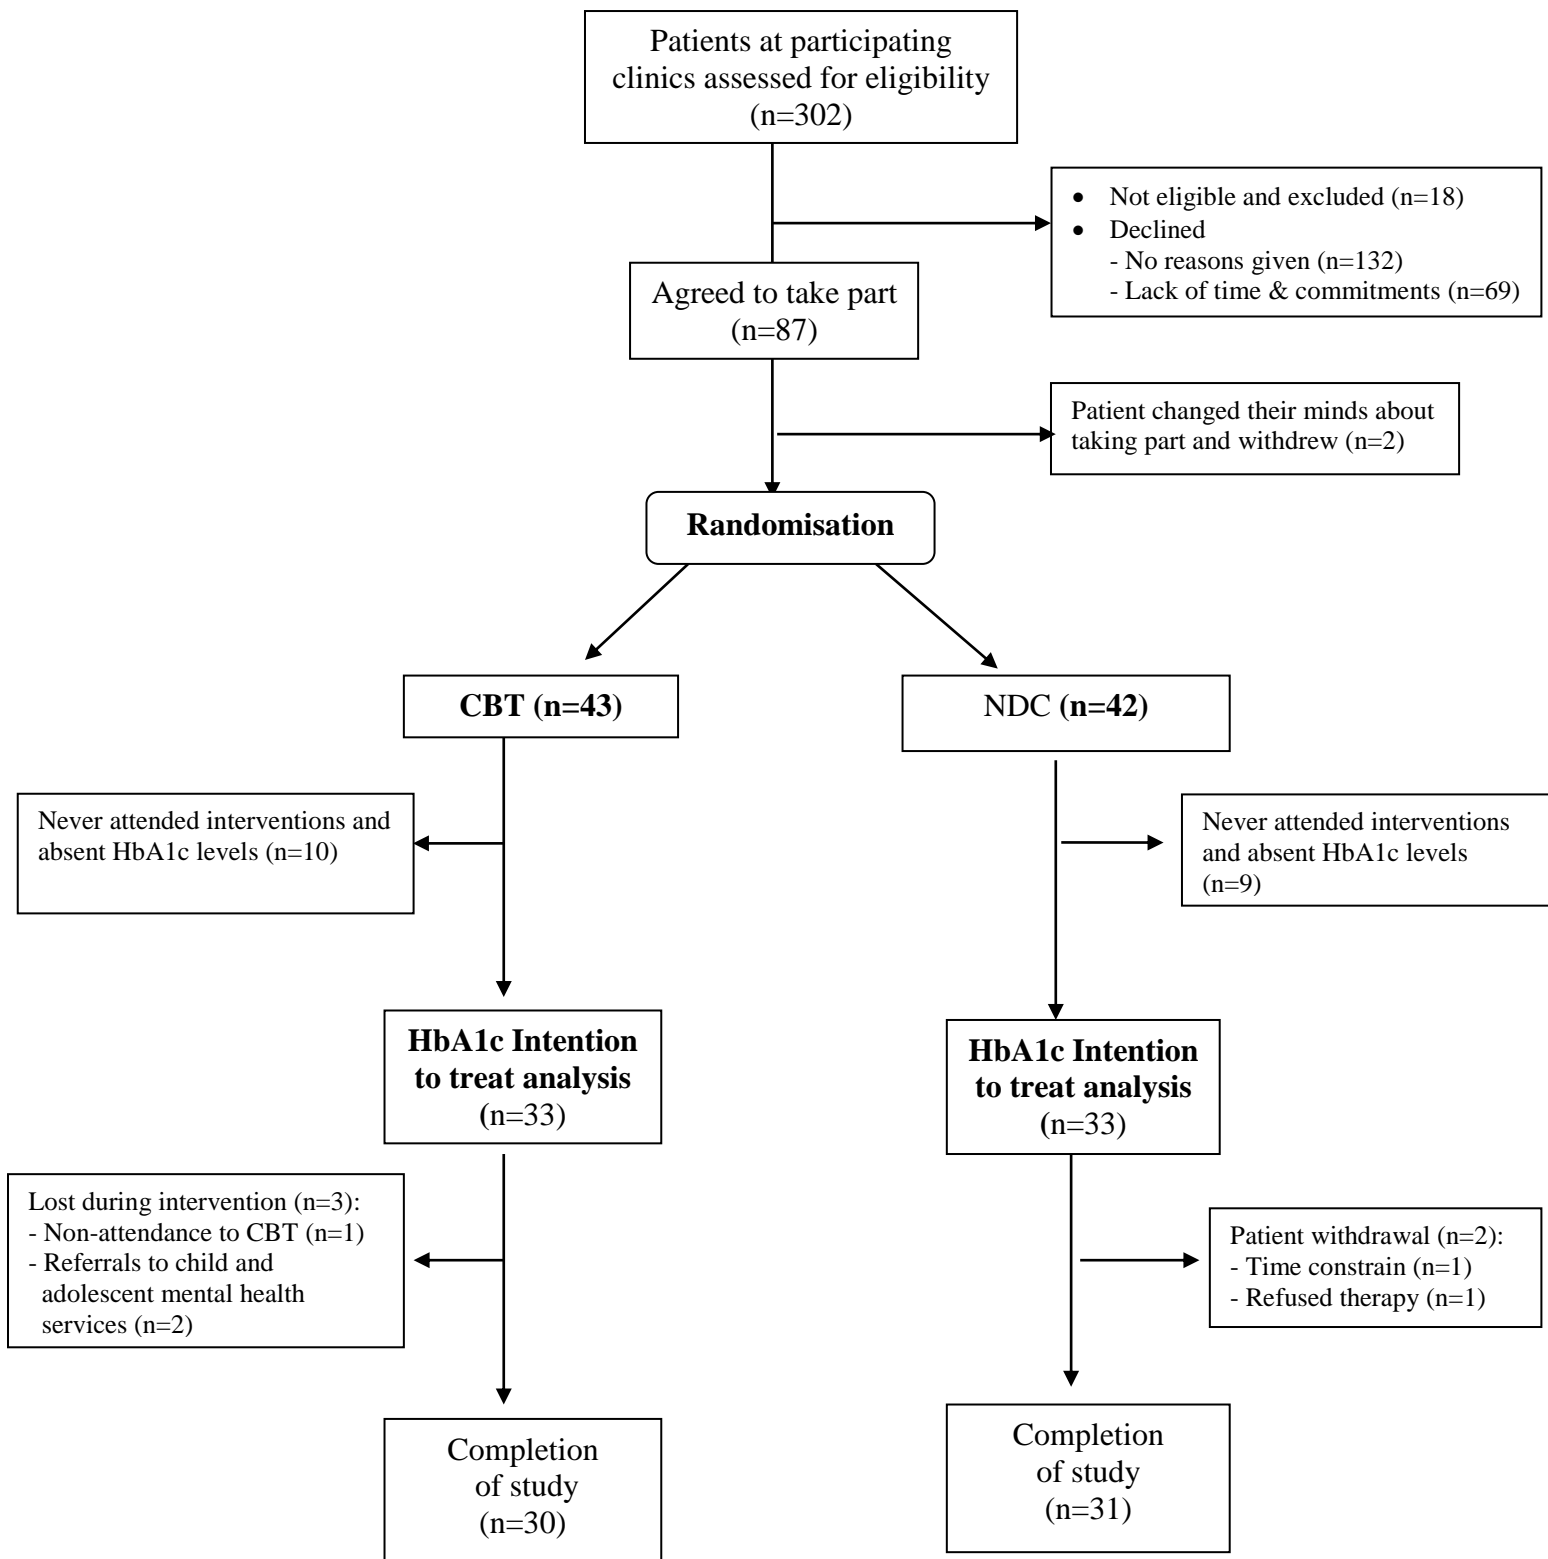 Patients at participating
clinics assessed for eligibility
(n=302)
• Not eligible and excluded (n=18)
• Declined
- No reasons given (n=132)
- Lack of time & commitments (n=69)
Agreed to take part
(n=87)
Patient changed their minds about
taking part and withdrew (n=2)
Randomisation
CBT (n=43)
NDC (n=42)
Never attended interventions and
absent HbA1c levels (n=10)
Never attended interventions
and absent HbA1c levels
(n=9)
HbA1c Intention
to treat analysis
(n=33)
HbA1c Intention
to treat analysis
(n=33)
Lost during intervention (n=3):
- Non-attendance to CBT (n=1)
- Referrals to child and
adolescent mental health
services (n=2)
Patient withdrawal (n=2):
- Time constrain (n=1)
- Refused therapy (n=1)
Completion
of study
(n=30)
Completion
of study
(n=31)